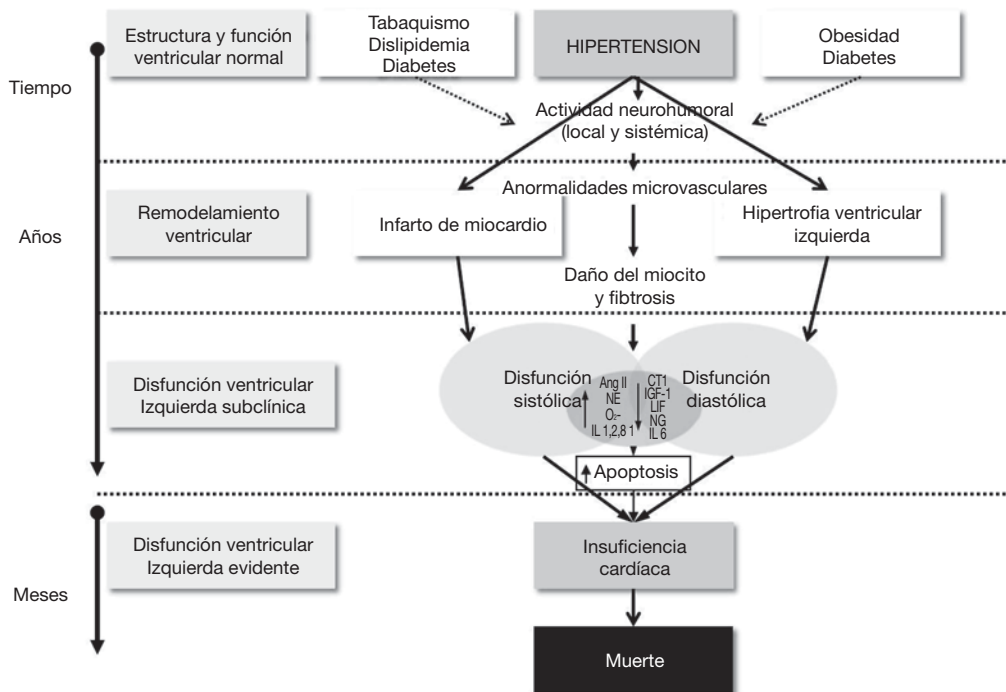 Estructura y función
ventricular normal
Tabaquismo
Dislipidemia
Diabetes
HIPERTENSION
Obesidad
Diabetes
Tiempo
Actividad neurohumoral
(local y sistémica)
Anormalidades microvasculares
Años
Remodelamiento
ventricular
Infarto de miocardio
Hipertrofia ventricular
izquierda
Daño del miocito
y fibtrosis
Disfunción ventricular
Izquierda subclínica
Disfunción
sistólica
Ang II
NE
O₂-
IL 1,2,8 1
CT1
IGF-1
LIF
NG
IL 6
Disfunción
diastólica
Apoptosis
Disfunción ventricular
Izquierda evidente
Insuficiencia
cardíaca
Meses
Muerte